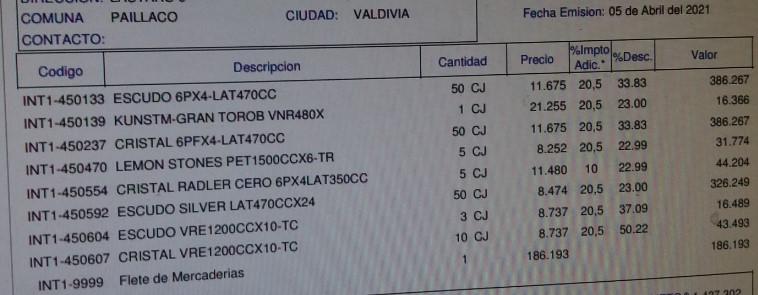 COMUNA PAILLACO CIUDAD: VALDIVIA Fecha Emision: 05 de Abril del 2021
CONTACTO:
Codigo Descripcion Cantidad Precio %Impto Adic.* %Desc. Valor
INT1-450133 ESCUDO 6PX4-LAT470CC 50 CJ 11.675 20,5 33.83 386.267
INT1-450139 KUNSTM-GRAN TOROB VNR480X 1 CJ 21.255 20,5 23.00 16.366
INT1-450237 CRISTAL 6PFX4-LAT470CC 50 CJ 11.675 20,5 33.83 386.267
INT1-450470 LEMON STONES PET1500CCX6-TR 5 CJ 8.252 20,5 22.99 31.774
INT1-450554 CRISTAL RADLER CERO 6PX4LAT350CC 5 CJ 11.480 10 22.99 44.204
INT1-450592 ESCUDO SILVER LAT470CCX24 50 CJ 8.474 20,5 23.00 326.249
INT1-450604 ESCUDO VRE1200CCX10-TC 3 CJ 8.737 20,5 37.09 16.489
INT1-450607 CRISTAL VRE1200CCX10-TC 10 CJ 8.737 20,5 50.22 43.493
INT1-9999 Flete de Mercaderias 1 186.193 186.193